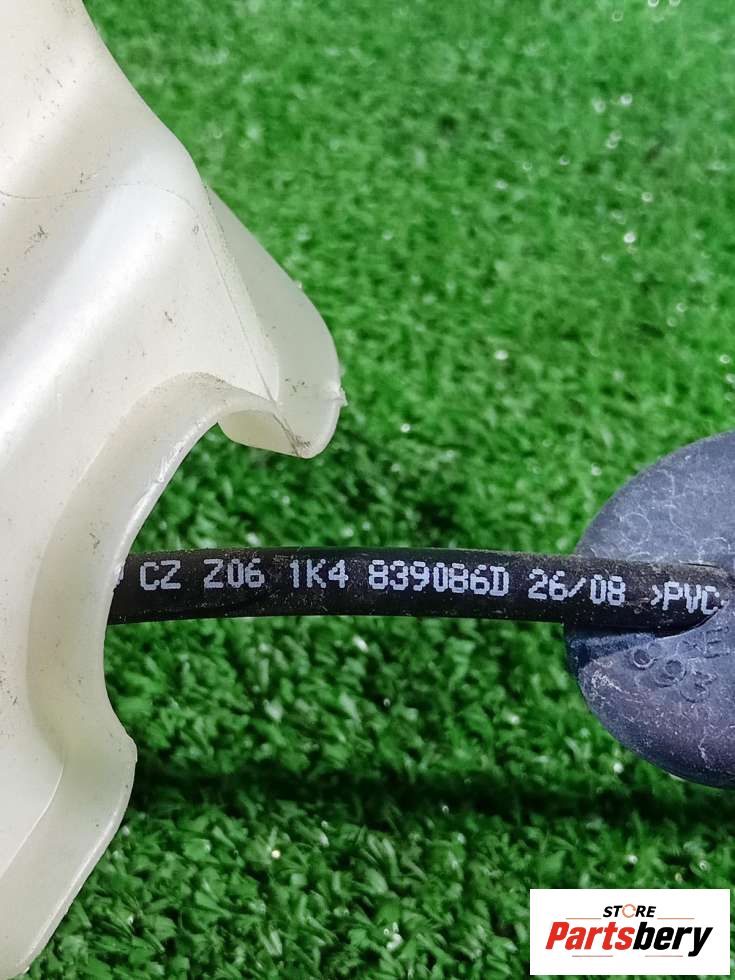 CZ Z06 1K4 839086D 26/08 >PVC
STORE
Partsbery